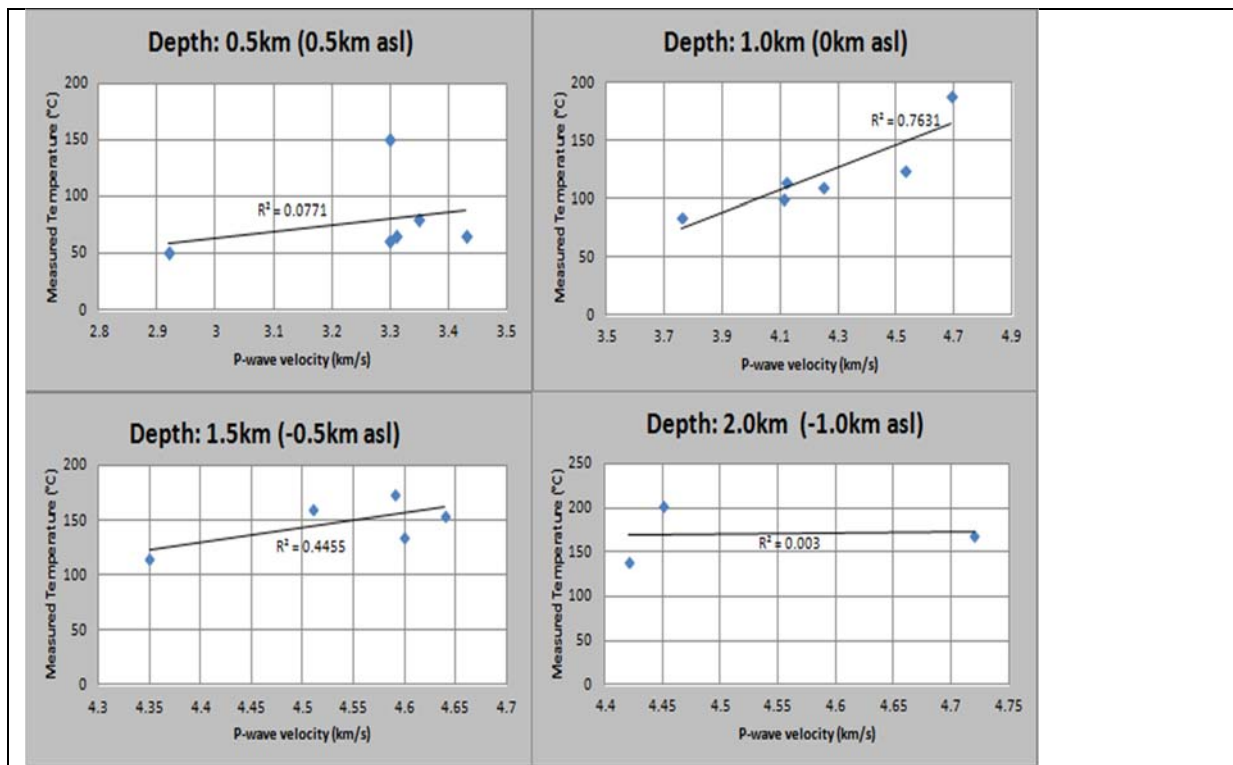 Depth: 0.5km (0.5km asl)
Measured Temperature (°C)
200
150
100
50
0
R² = 0.0771
2.8 2.9 3 3.1 3.2 3.3 3.4 3.5
P-wave velocity (km/s)
Depth: 1.0km (0km asl)
Measured Temperature (°C)
200
150
100
50
0
R² = 0.7631
3.5 3.7 3.9 4.1 4.3 4.5 4.7 4.9
P-wave velocity (km/s)
Depth: 1.5km (-0.5km asl)
Measured Temperature (°C)
200
150
100
50
0
R² = 0.4455
4.3 4.35 4.4 4.45 4.5 4.55 4.6 4.65 4.7
P-wave velocity (km/s)
Depth: 2.0km (-1.0km asl)
Measured Temperature (°C)
250
200
150
100
50
0
R² = 0.003
4.4 4.45 4.5 4.55 4.6 4.65 4.7 4.75
P-wave velocity (km/s)